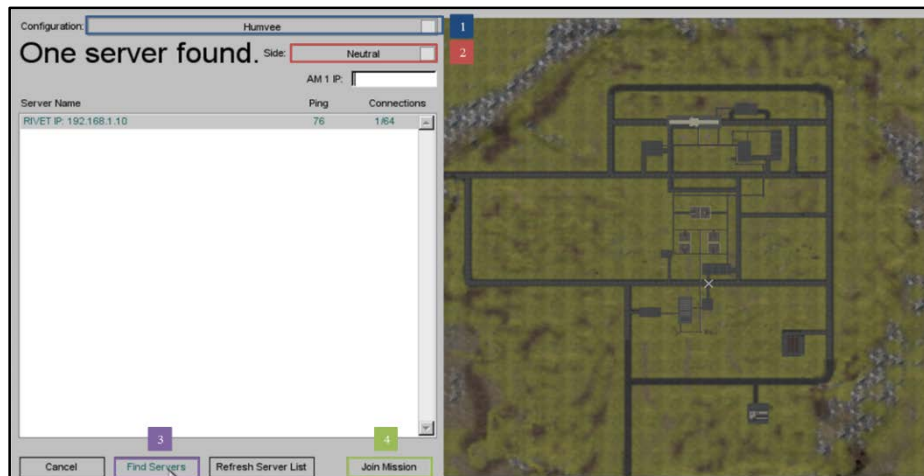 Configuration: Humvee 1
One server found. Side: Neutral 2
AM 1 IP:
Server Name Ping Connections
RIVET IP: 192.168.1.10 76 1/64
3 4
Cancel Find Servers Refresh Server List Join Mission